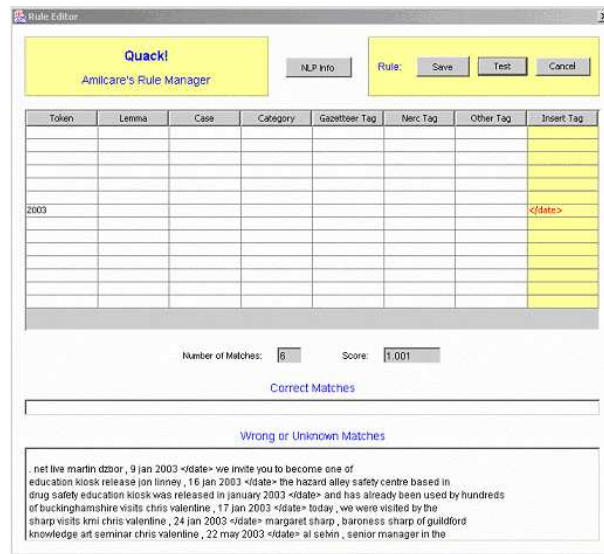 Rule Editor
Quack!
Amilcare's Rule Manager
NLP Info
Rule: Save Test Cancel
Token Lemma Case Category Gazetteer Tag Nerc Tag Other Tag Insert Tag
2003 </date>
Number of Matches: 6 Score: 1.001
Correct Matches
Wrong or Unknown Matches
. net live martin dzbor , 9 jan 2003 </date> we invite you to become one of
education kiosk release jon linney , 16 jan 2003 </date> the hazard alley safety centre based in
drug safety education kiosk was released in january 2003 </date> and has already been used by hundreds
of buckinghamshire visits chris valentine , 17 jan 2003 </date> today , we were visited by the
sharp visits kmi chris valentine , 24 jan 2003 </date> margaret sharp , baroness sharp of guildford
knowledge art seminar chris valentine , 22 may 2003 </date> al selvin , senior manager in the